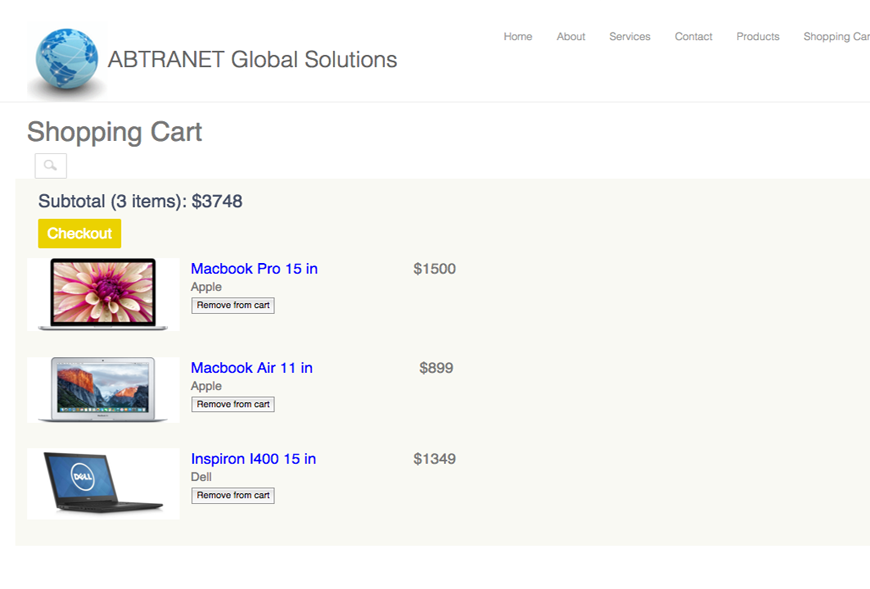 Home About Services Contact Products Shopping Car
ABTRANET Global Solutions
Shopping Cart
Subtotal (3 items): $3748
Checkout
Macbook Pro 15 in $1500
Apple
Remove from cart
Macbook Air 11 in $899
Apple
Remove from cart
Inspiron I400 15 in $1349
Dell
Remove from cart
DELL